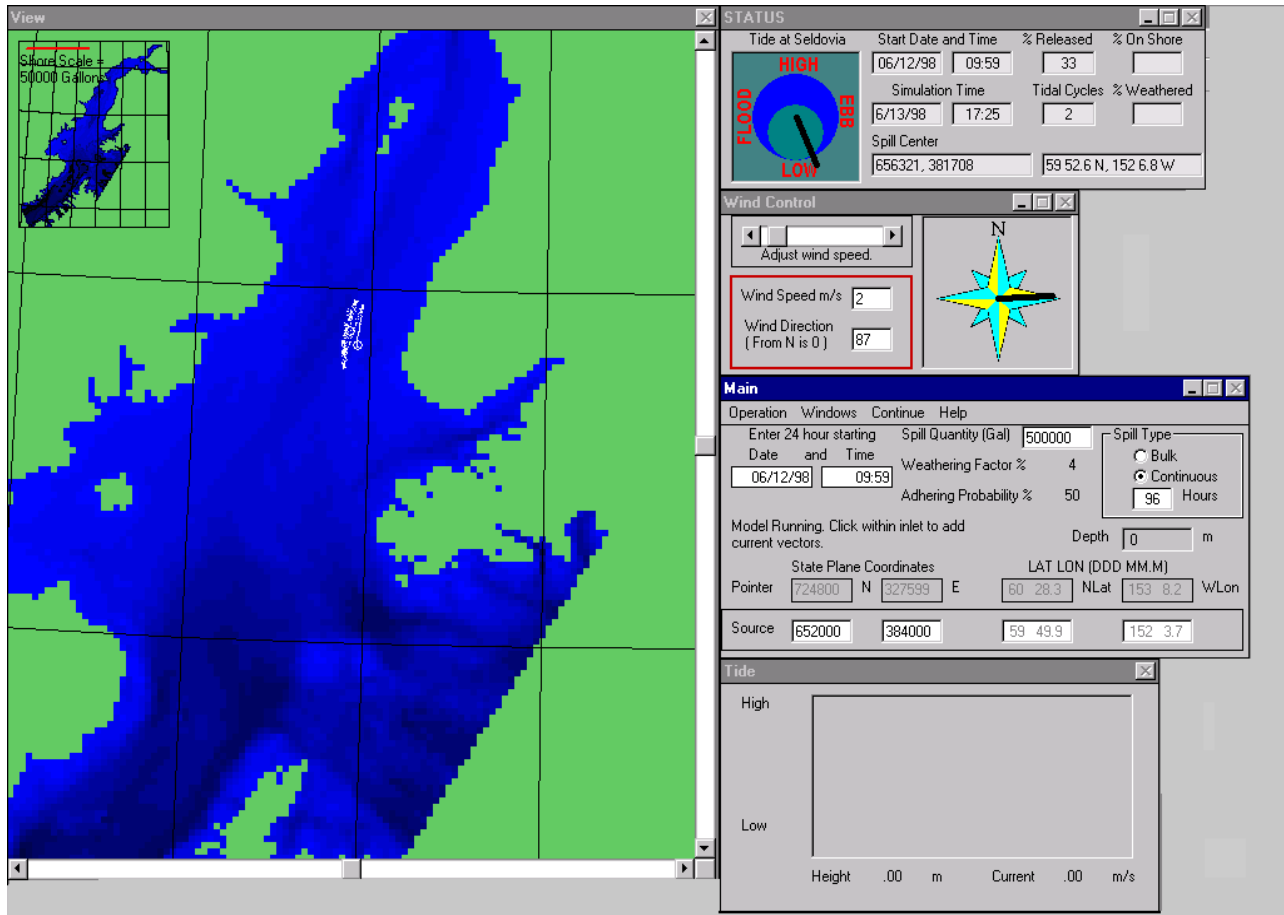 View
Shore Scale =
50000 Gallons
STATUS
Tide at Seldovia Start Date and Time % Released % On Shore
HIGH
FLOOD
EBB
LOW
06/12/98 09:59 33
Simulation Time Tidal Cycles % Weathered
6/13/98 17:25 2
Spill Center
656321, 381708 59 52.6 N, 152 6.8 W
Wind Control
Adjust wind speed.
Wind Speed m/s 2
Wind Direction
( From N is 0 ) 87
N
Main
Operation Windows Continue Help
Enter 24 hour starting Spill Quantity (Gal) 500000 Spill Type
Date and Time Bulk
Weathering Factor % 4
06/12/98 09:59 Continuous
Adhering Probability % 50 96 Hours
Model Running. Click within inlet to add
current vectors.
Depth 0 m
State Plane Coordinates LAT LON (DDD MM.M)
Pointer 724800 N 327599 E 60 28.3 NLat 153 8.2 WLon
Source 652000 384000 59 49.9 152 3.7
Tide
High
Low
Height .00 m Current .00 m/s